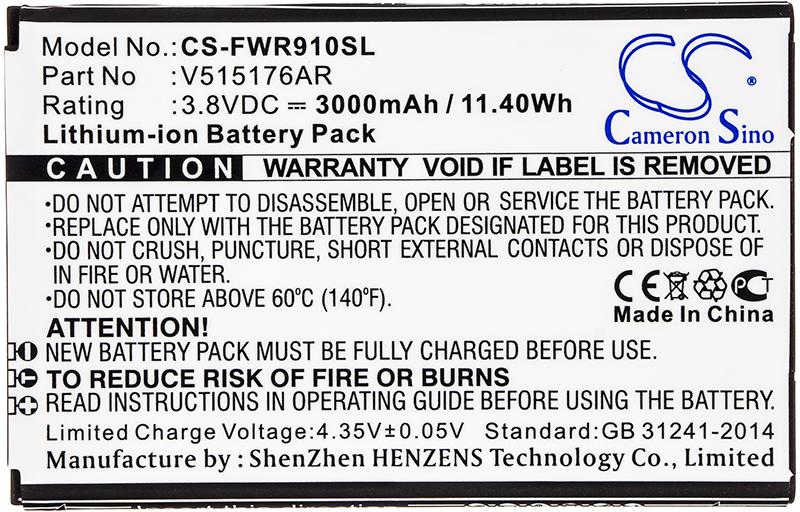 Model No.: CS-FWR910SL
Part No : V515176AR
Rating : 3.8VDC ⎓ 3000mAh / 11.40Wh
Lithium-ion Battery Pack
CS
Cameron Sino
CAUTION WARRANTY VOID IF LABEL IS REMOVED
•DO NOT ATTEMPT TO DISASSEMBLE, OPEN OR SERVICE THE BATTERY PACK.
•REPLACE ONLY WITH THE BATTERY PACK DESIGNATED FOR THIS PRODUCT.
•DO NOT CRUSH, PUNCTURE, SHORT EXTERNAL CONTACTS OR DISPOSE OF
IN FIRE OR WATER.
•DO NOT STORE ABOVE 60℃ (140℉).
CE PCT
Made In China
ATTENTION!
NEW BATTERY PACK MUST BE FULLY CHARGED BEFORE USE.
TO REDUCE RISK OF FIRE OR BURNS
READ INSTRUCTIONS IN OPERATING GUIDE BEFORE BATTERY USE.
Limited Charge Voltage:4.35V±0.05V Standard:GB 31241-2014
Manufacturer: ShenZhen HENZENS Technology Co., Limited